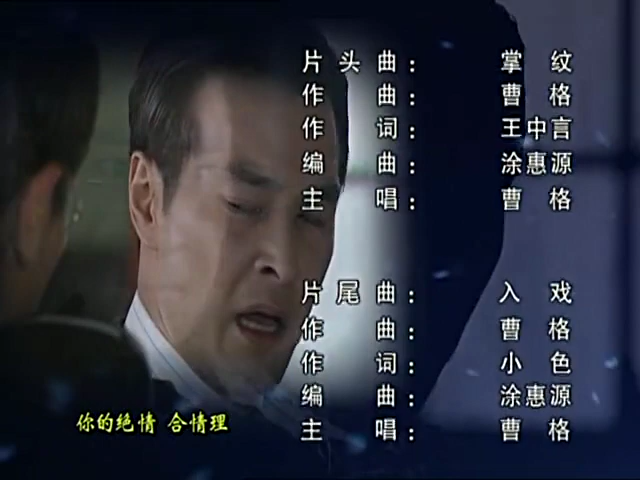 片头曲： 掌纹
作曲： 曹格
作词： 王中言
编曲： 涂惠源
主唱： 曹格
片尾曲： 入戏
作曲： 曹格
作词： 小色
编曲： 涂惠源
主唱： 曹格
你的绝情 合情理